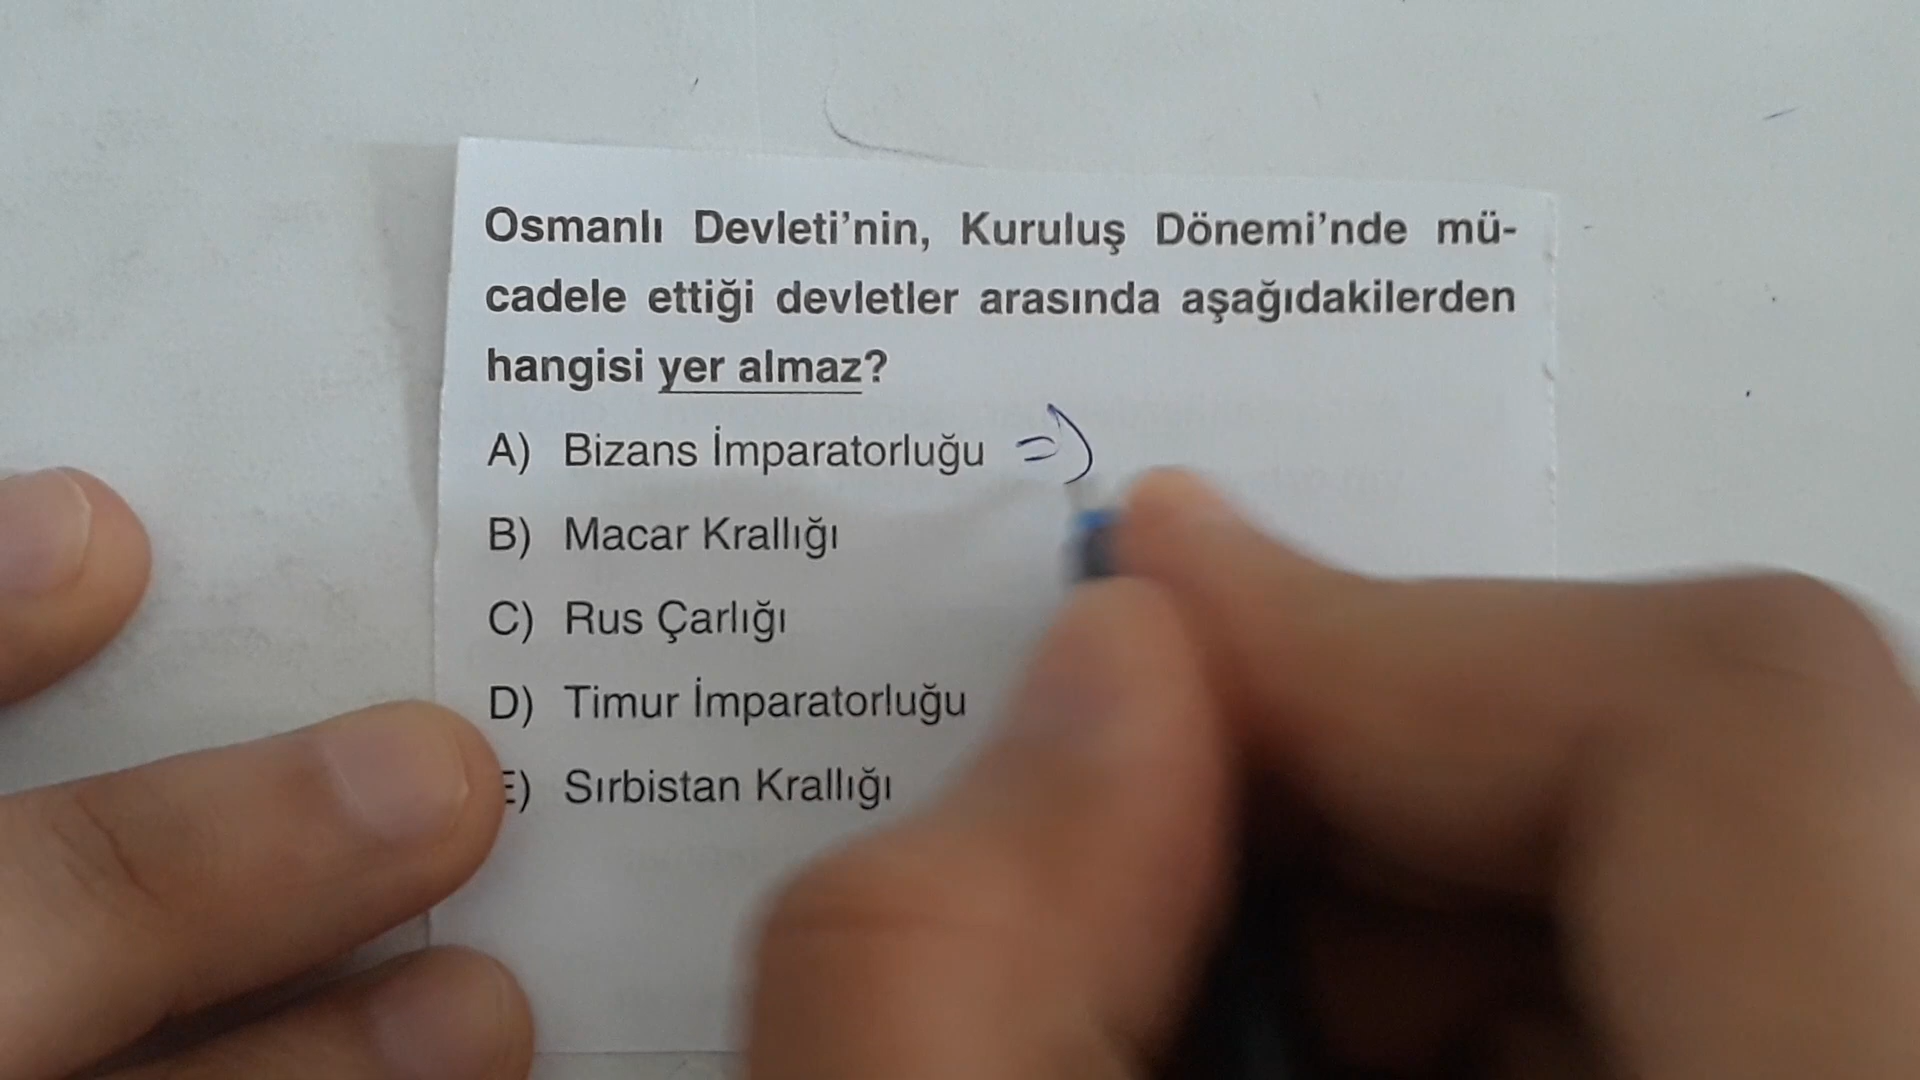 Osmanlı Devleti'nin, Kuruluş Dönemi'nde mü-
cadele ettiği devletler arasında aşağıdakilerden
hangisi yer almaz?
A) Bizans İmparatorluğu =)
B) Macar Krallığı
C) Rus Çarlığı
D) Timur İmparatorluğu
E) Sırbistan Krallığı